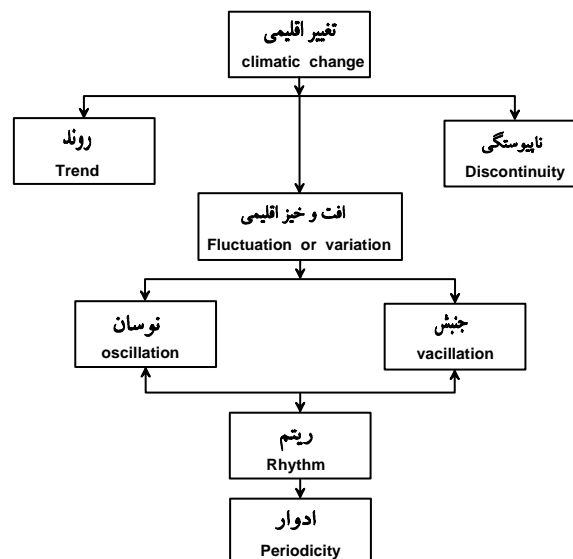 تغییر اقلیمی
climatic change
روند
Trend
ناپیوستگی
Discontinuity
افت و خیز اقلیمی
Fluctuation or variation
نوسان
oscillation
جنبش
vacillation
ریتم
Rhythm
ادوار
Periodicity